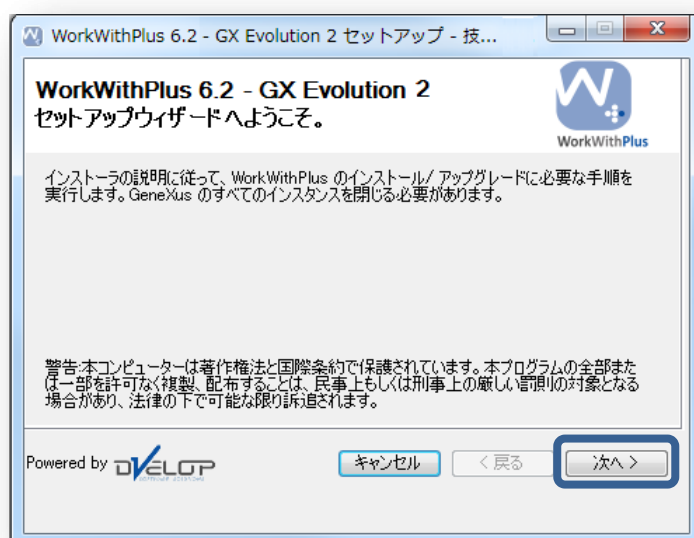 WorkWithPlus 6.2 - GX Evolution 2 セットアップ - 技...
WorkWithPlus 6.2 - GX Evolution 2
セットアップウィザードへようこそ。
WorkWithPlus
インストーラの説明に従って、WorkWithPlus のインストール/ アップグレードに必要な手順を
実行します。GeneXus のすべてのインスタンスを閉じる必要があります。
警告:本コンピューターは著作権法と国際条約で保護されています。本プログラムの全部また
は一部を許可なく複製、配布することは、民事上もしくは刑事上の厳しい罰則の対象となる
場合があり、法律の下で可能な限り訴追されます。
Powered by DVELOP
SOFTWARE SOLUTIONS
キャンセル
< 戻る
次へ >